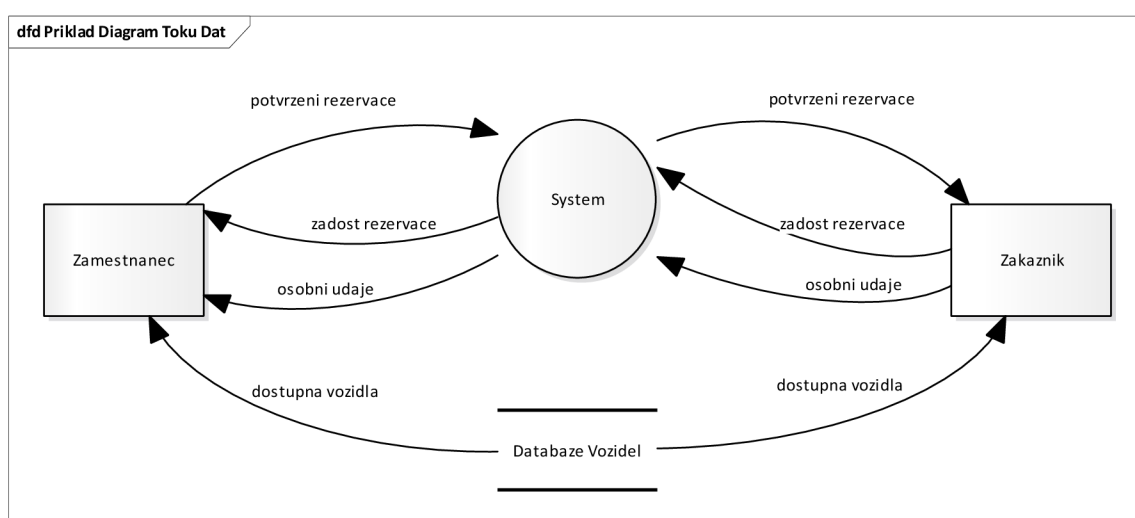 dfd Priklad Diagram Toku Dat
potvrzeni rezervace
potvrzeni rezervace
System
zadost rezervace
zadost rezervace
Zamestnanec
Zakaznik
osobni udaje
osobni udaje
dostupna vozidla
dostupna vozidla
Databaze Vozidel